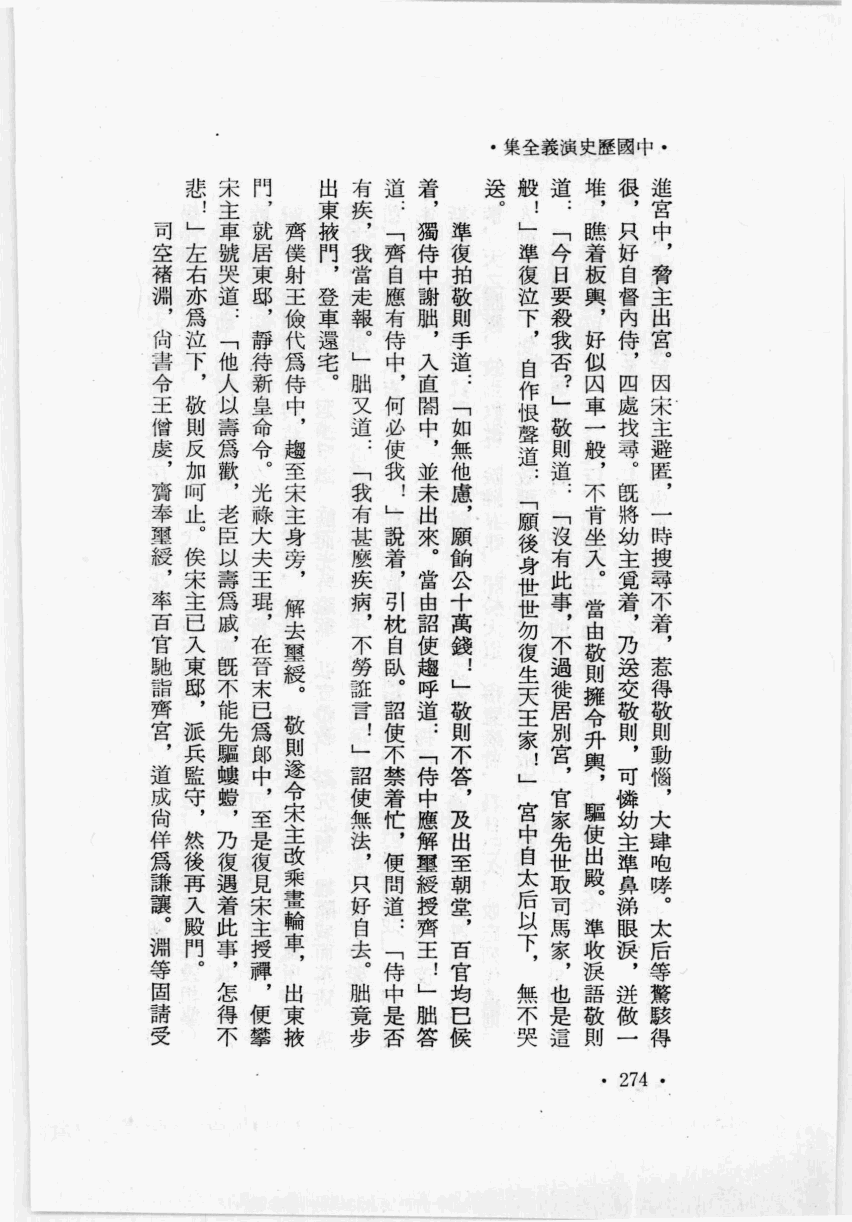 ·中國歷史演義全集·
進宮中，脅主出宮。因宋主避匿，一時搜尋不着，惹得敬則動惱，大肆咆哮。太后等驚駭得
很，只好自督內侍，四處找尋。旣將幼主覓着，乃送交敬則，可憐幼主準鼻涕眼淚，迸做一
堆，瞧着板輿，好似囚車一般，不肯坐入。當由敬則擁令升輿，驅使出殿。準收淚語敬則
道：「今日要殺我否？」敬則道：「沒有此事，不過徙居別宮，官家先世取司馬家，也是這
般！」準復泣下，自作恨聲道：「願後身世世勿復生天王家！」宮中自太后以下，無不哭
送。
準復拍敬則手道：「如無他慮，願餉公十萬錢！」敬則不答，及出至朝堂，百官均已候
着，獨侍中謝朏，入直閤中，並未出來。當由詔使趨呼道：「侍中應解璽綬授齊王！」朏答
道：「齊自應有侍中，何必使我！」說着，引枕自臥。詔使不禁着忙，便問道：「侍中是否
有疾，我當走報。」朏又道：「我有甚麼疾病，不勞誑言！」詔使無法，只好自去。朏竟步
出東掖門，登車還宅。
齊僕射王儉代爲侍中，趨至宋主身旁，解去璽綬。敬則遂令宋主改乘畫輪車，出東掖
門，就居東邸，靜待新皇命令。光祿大夫王琨，在晉末已爲郎中，至是復見宋主授禪，便攀
宋主車號哭道：「他人以壽爲歡，老臣以壽爲戚，旣不能先驅螻螘，乃復遇着此事，怎得不
悲！」左右亦爲泣下，敬則反加呵止。俟宋主已入東邸，派兵監守，然後再入殿門。
司空褚淵，尙書令王僧虔，齎奉璽綬，率百官馳詣齊宮，道成尙佯爲謙讓。淵等固請受
·274·